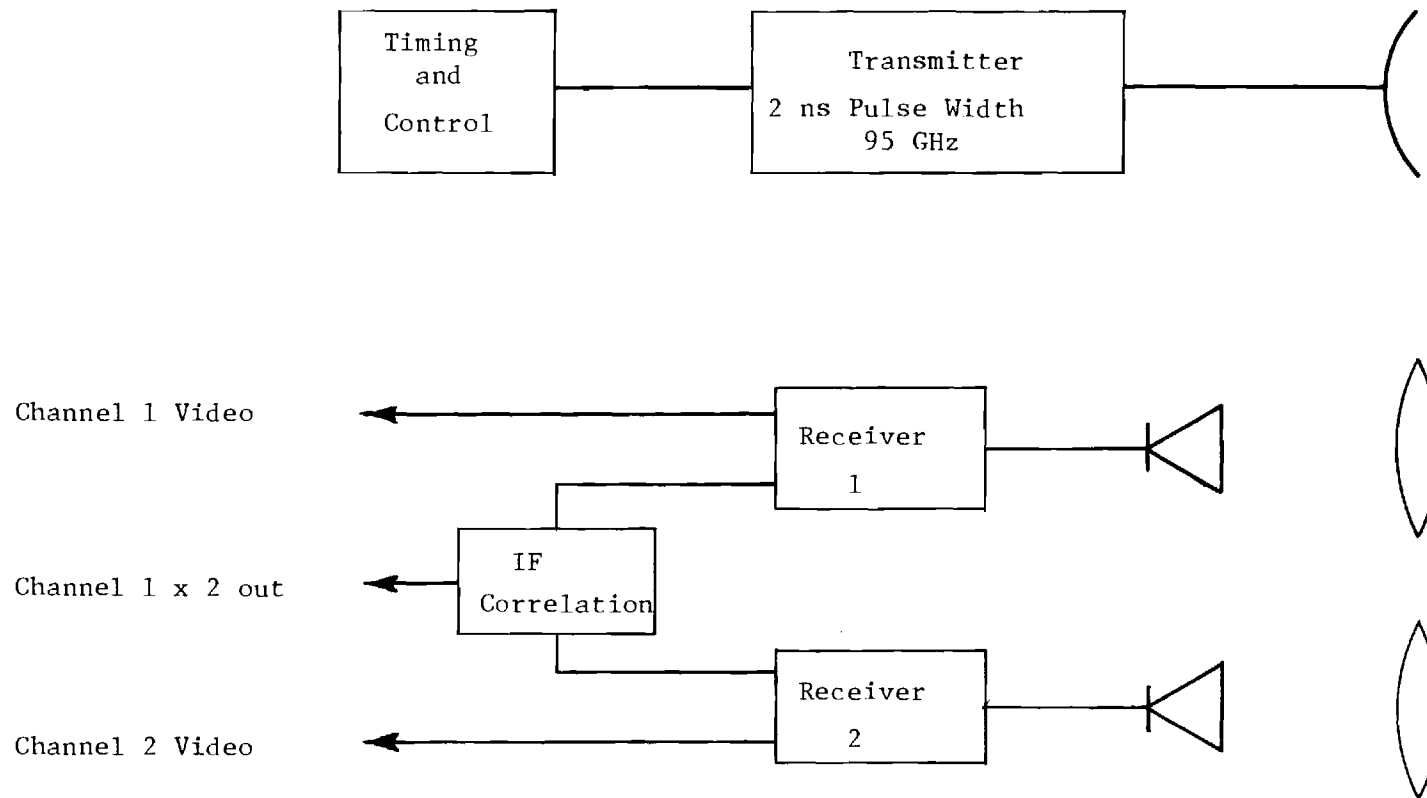 Timing
and
Control
Transmitter
2 ns Pulse Width
95 GHz
Channel 1 Video
Receiver
1
IF
Correlation
Channel 1 x 2 out
Receiver
2
Channel 2 Video